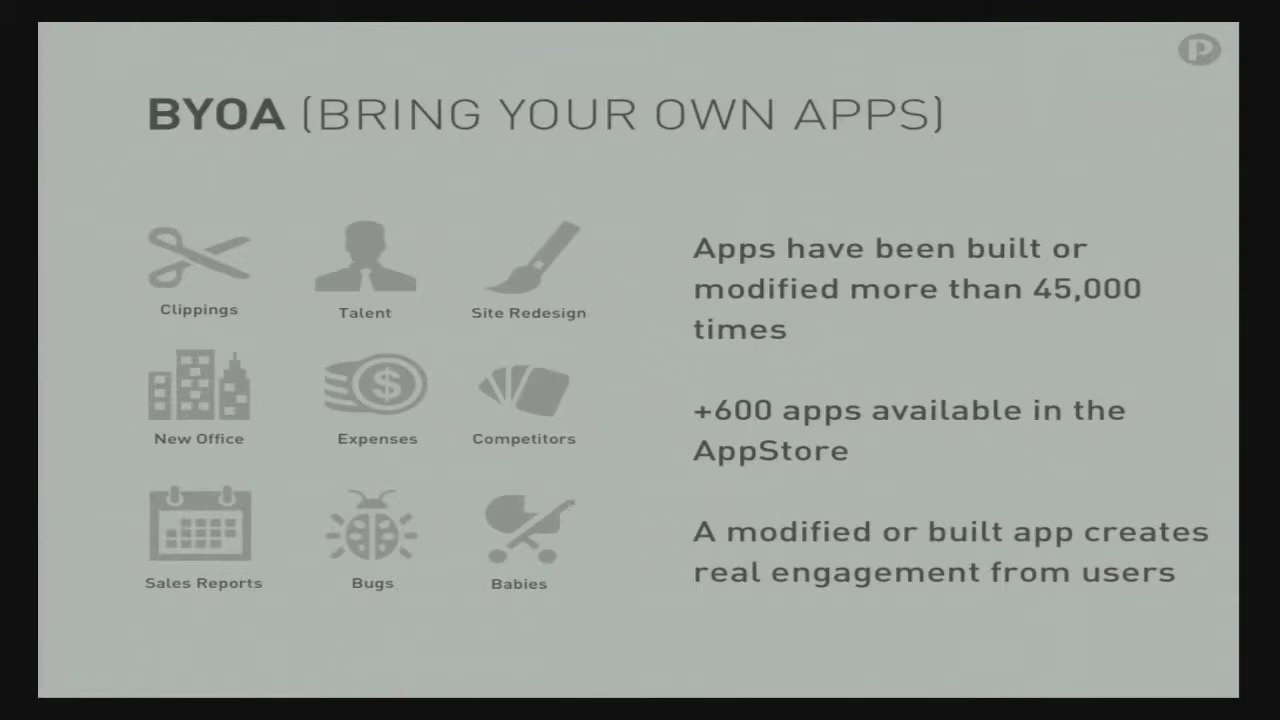 P
BYOA (BRING YOUR OWN APPS)
Clippings
Talent
Site Redesign
New Office
Expenses
Competitors
Sales Reports
Bugs
Babies
$
Apps have been built or
modified more than 45,000
times
+600 apps available in the
AppStore
A modified or built app creates
real engagement from users